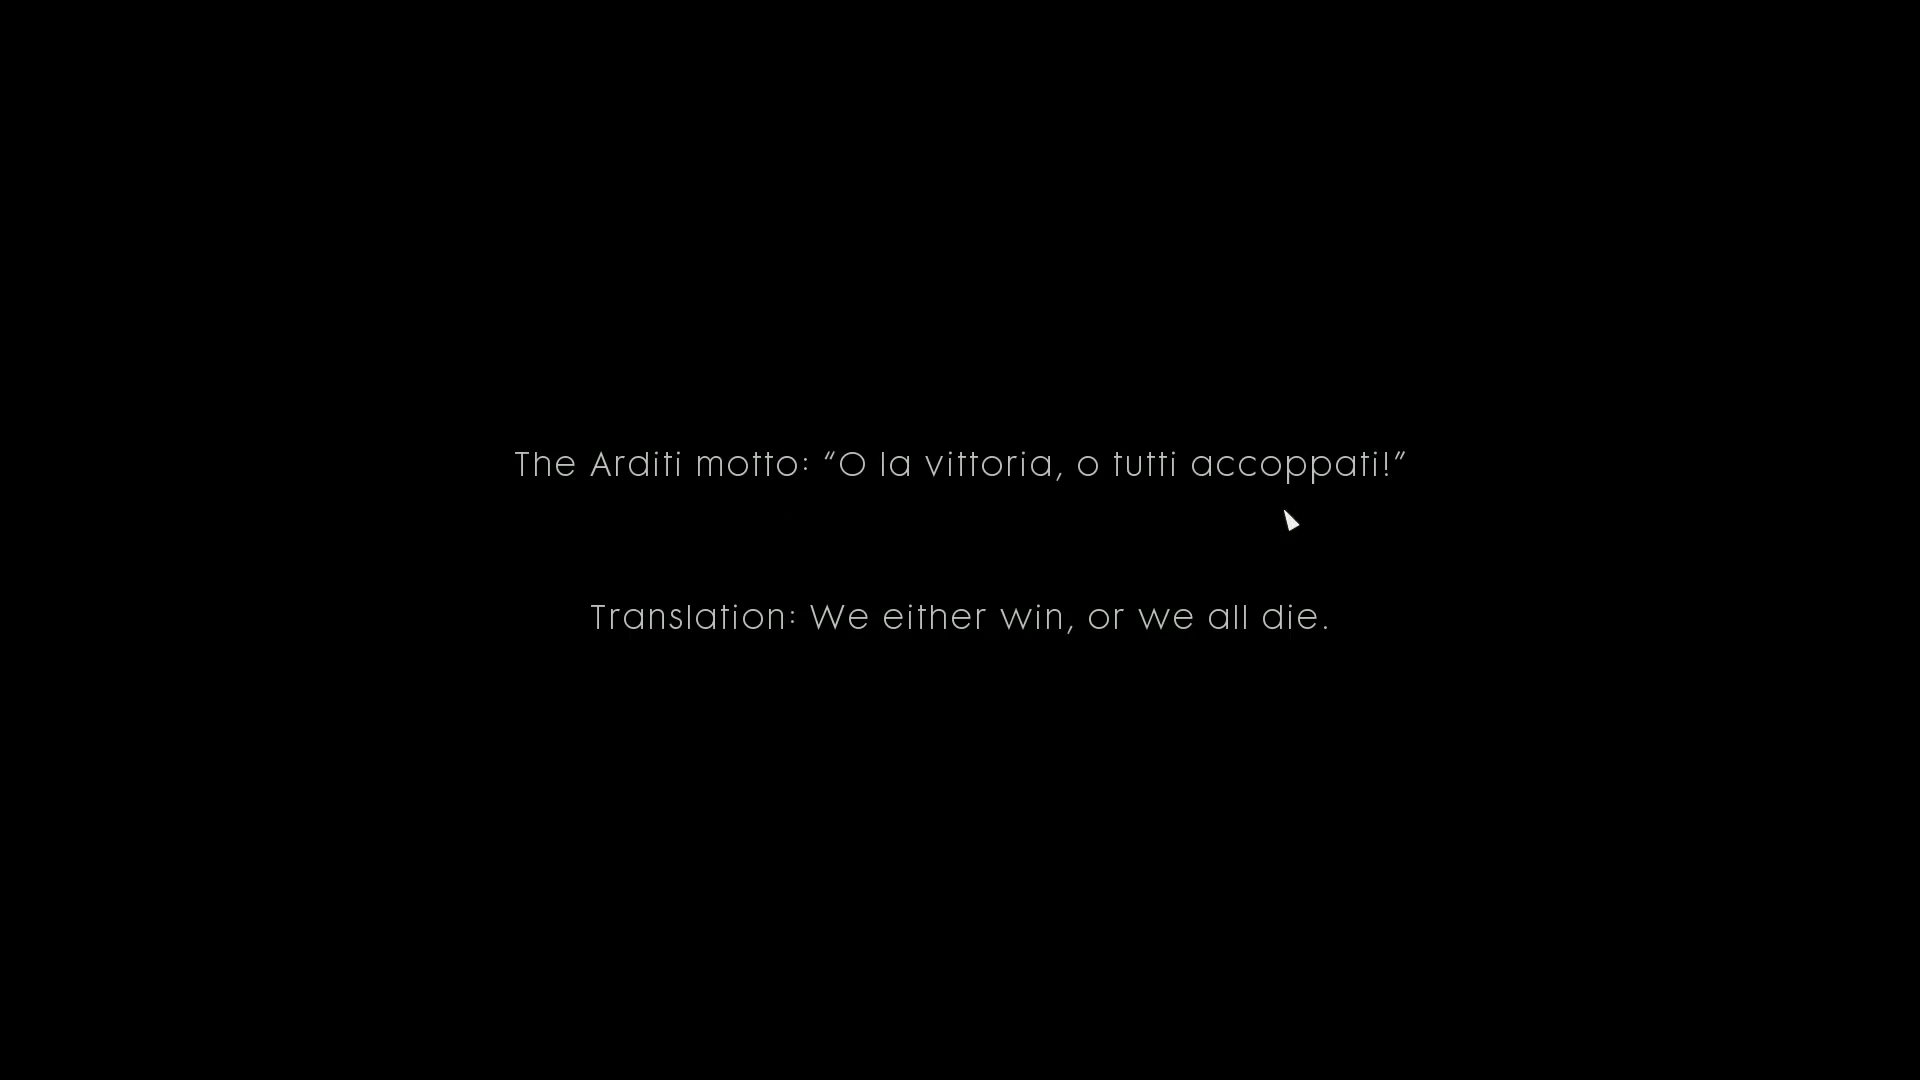 The Arditi motto: “O la vittoria, o tutti accoppati!”
Translation: We either win, or we all die.